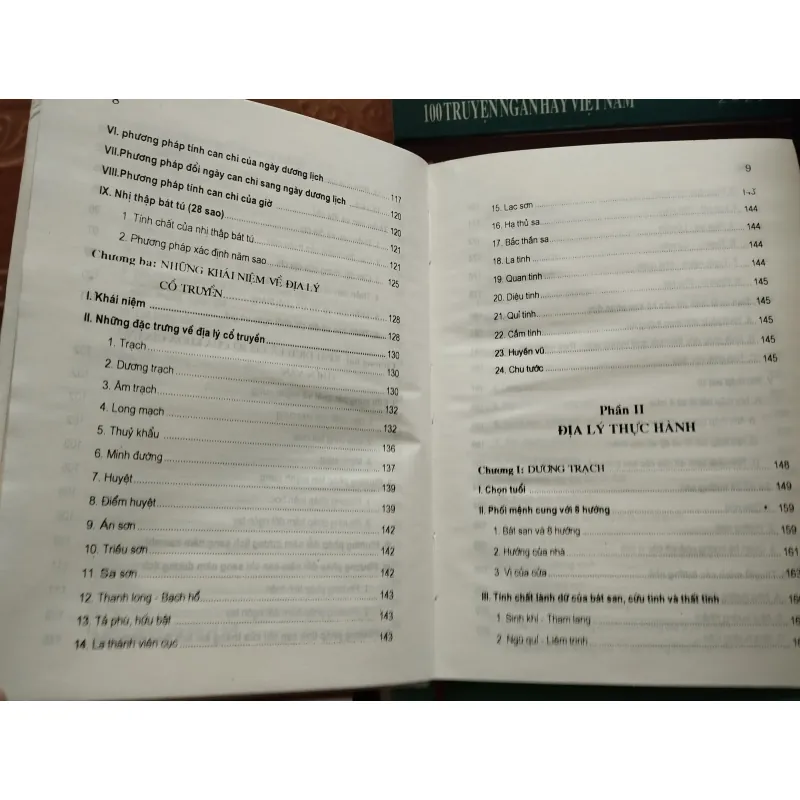 VI. phương pháp tính can chi của ngày dương lịch 117
VII.Phương pháp đổi ngày can chi sang ngày dương lịch 120
VIII.Phương pháp tính can chi của giờ 120
IX. Nhị thập bát tú (28 sao) 121
1 Tính chất của nhị thập bát tú 121
2. Phương pháp xác định năm sao 125
Chương ba: NHỮNG KHÁI NIỆM VỀ ĐỊA LÝ
CỔ TRUYỀN 128
I. Khái niệm 128
II. Những đặc trưng về địa lý cổ truyền 130
1. Trạch 130
2. Dương trạch 130
3. Âm trạch 132
4. Long mạch 132
5. Thuỷ khẩu 136
6. Minh đường 137
7. Huyệt 139
8. Điểm huyệt 139
9. Án sơn 142
10. Triều sơn 142
11. Sa sơn 142
12. Thanh long - Bạch hổ 143
13. Tả phù, hữu bật 143
14. La thành viên cục 143
100 TRUYỆN NGẮN HAY VIỆT NAM
9
15. Lạc sơn
16. Hạ thủ sa 144
17. Bắc thần sa 144
18. La tinh 144
19. Quan tinh 144
20. Diệu tinh 145
21. Quỉ tinh 145
22. Cầm tinh 145
23. Huyền vũ 145
24. Chu tước 145
Phần II
ĐỊA LÝ THỰC HÀNH
Chương I: DƯƠNG TRẠCH 148
I. Chọn tuổi 149
II. Phối mệnh cung với 8 hướng 159
1. Bát san và 8 hướng 159
2. Hướng của nhà 161
3. Vị của cửa 163
III. Tính chất lành dữ của bát san, cửu tinh và thất tinh
1 Sinh khí - Tham lang
2 Ngũ quỉ - Liêm trinh